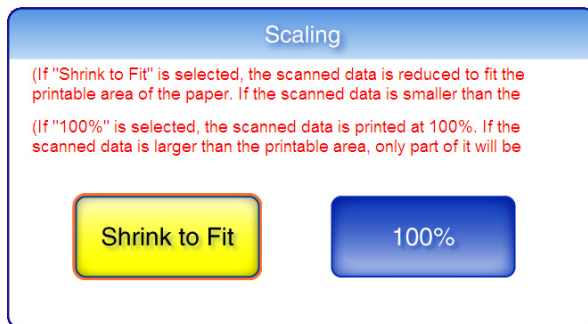 Scaling
(If "Shrink to Fit" is selected, the scanned data is reduced to fit the
printable area of the paper. If the scanned data is smaller than the
(If "100%" is selected, the scanned data is printed at 100%. If the
scanned data is larger than the printable area, only part of it will be
Shrink to Fit
100%